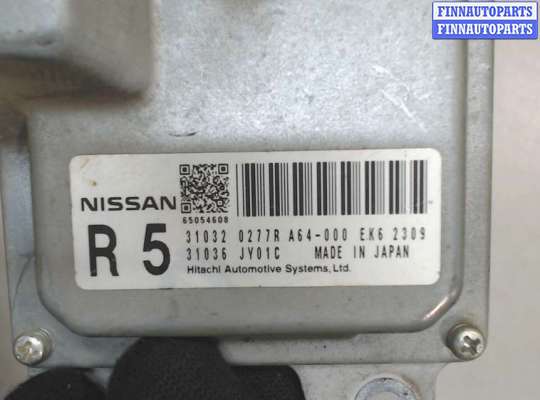 FINNAUTOPARTS
FINNAUTOPARTS
NISSAN
65054608
R 5
31032 0277R A64-000 EK6 2309
31036 JY01C MADE IN JAPAN
Hitachi Automotive Systems, Ltd.